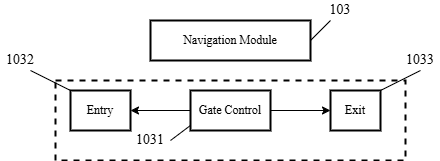 103
Navigation Module
1032
1033
Entry
Gate Control
Exit
1031